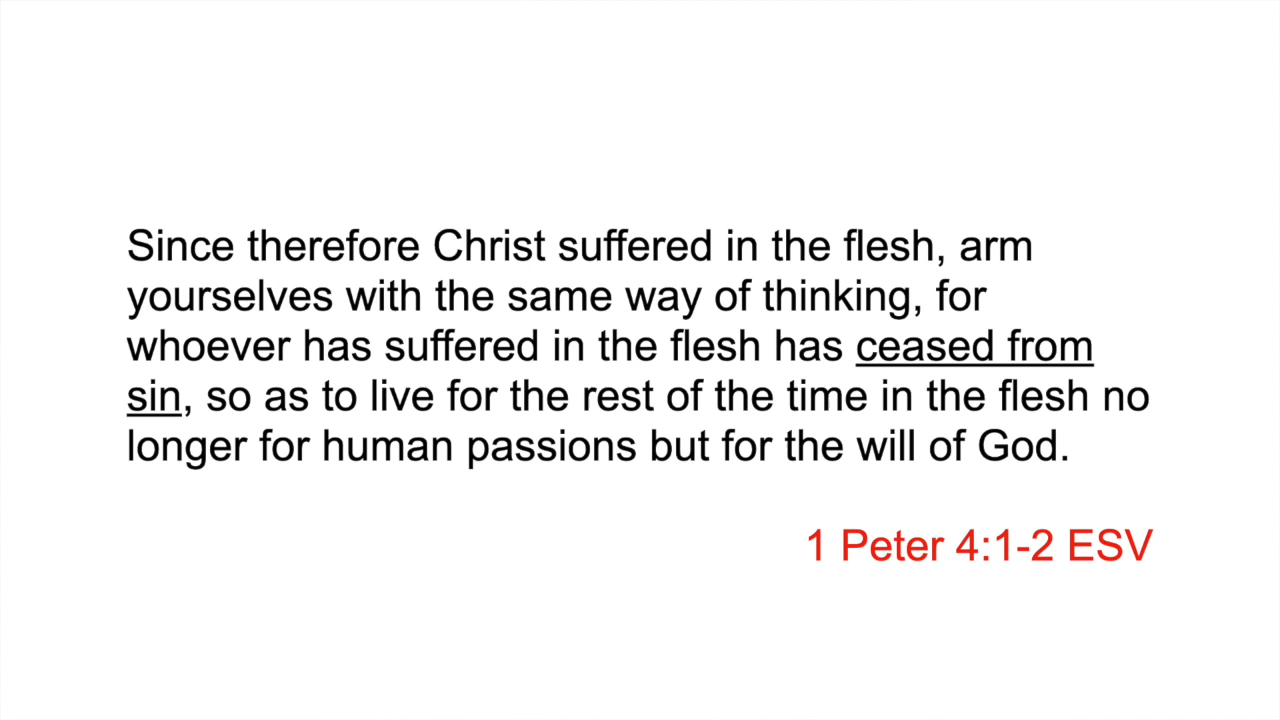 Since therefore Christ suffered in the flesh, arm
yourselves with the same way of thinking, for
whoever has suffered in the flesh has ceased from
sin, so as to live for the rest of the time in the flesh no
longer for human passions but for the will of God.
1 Peter 4:1-2 ESV